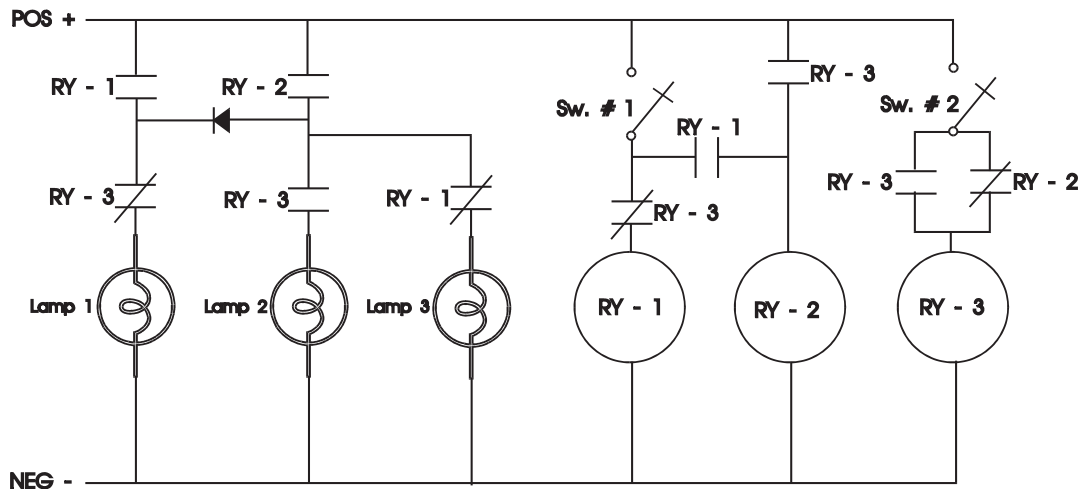 POS +
RY - 1
RY - 2
RY - 3
Sw. # 1
Sw. # 2
RY - 1
RY - 3
RY - 3
RY - 1
RY - 3
RY - 3
RY - 2
Lamp 1
Lamp 2
Lamp 3
RY - 1
RY - 2
RY - 3
NEG -